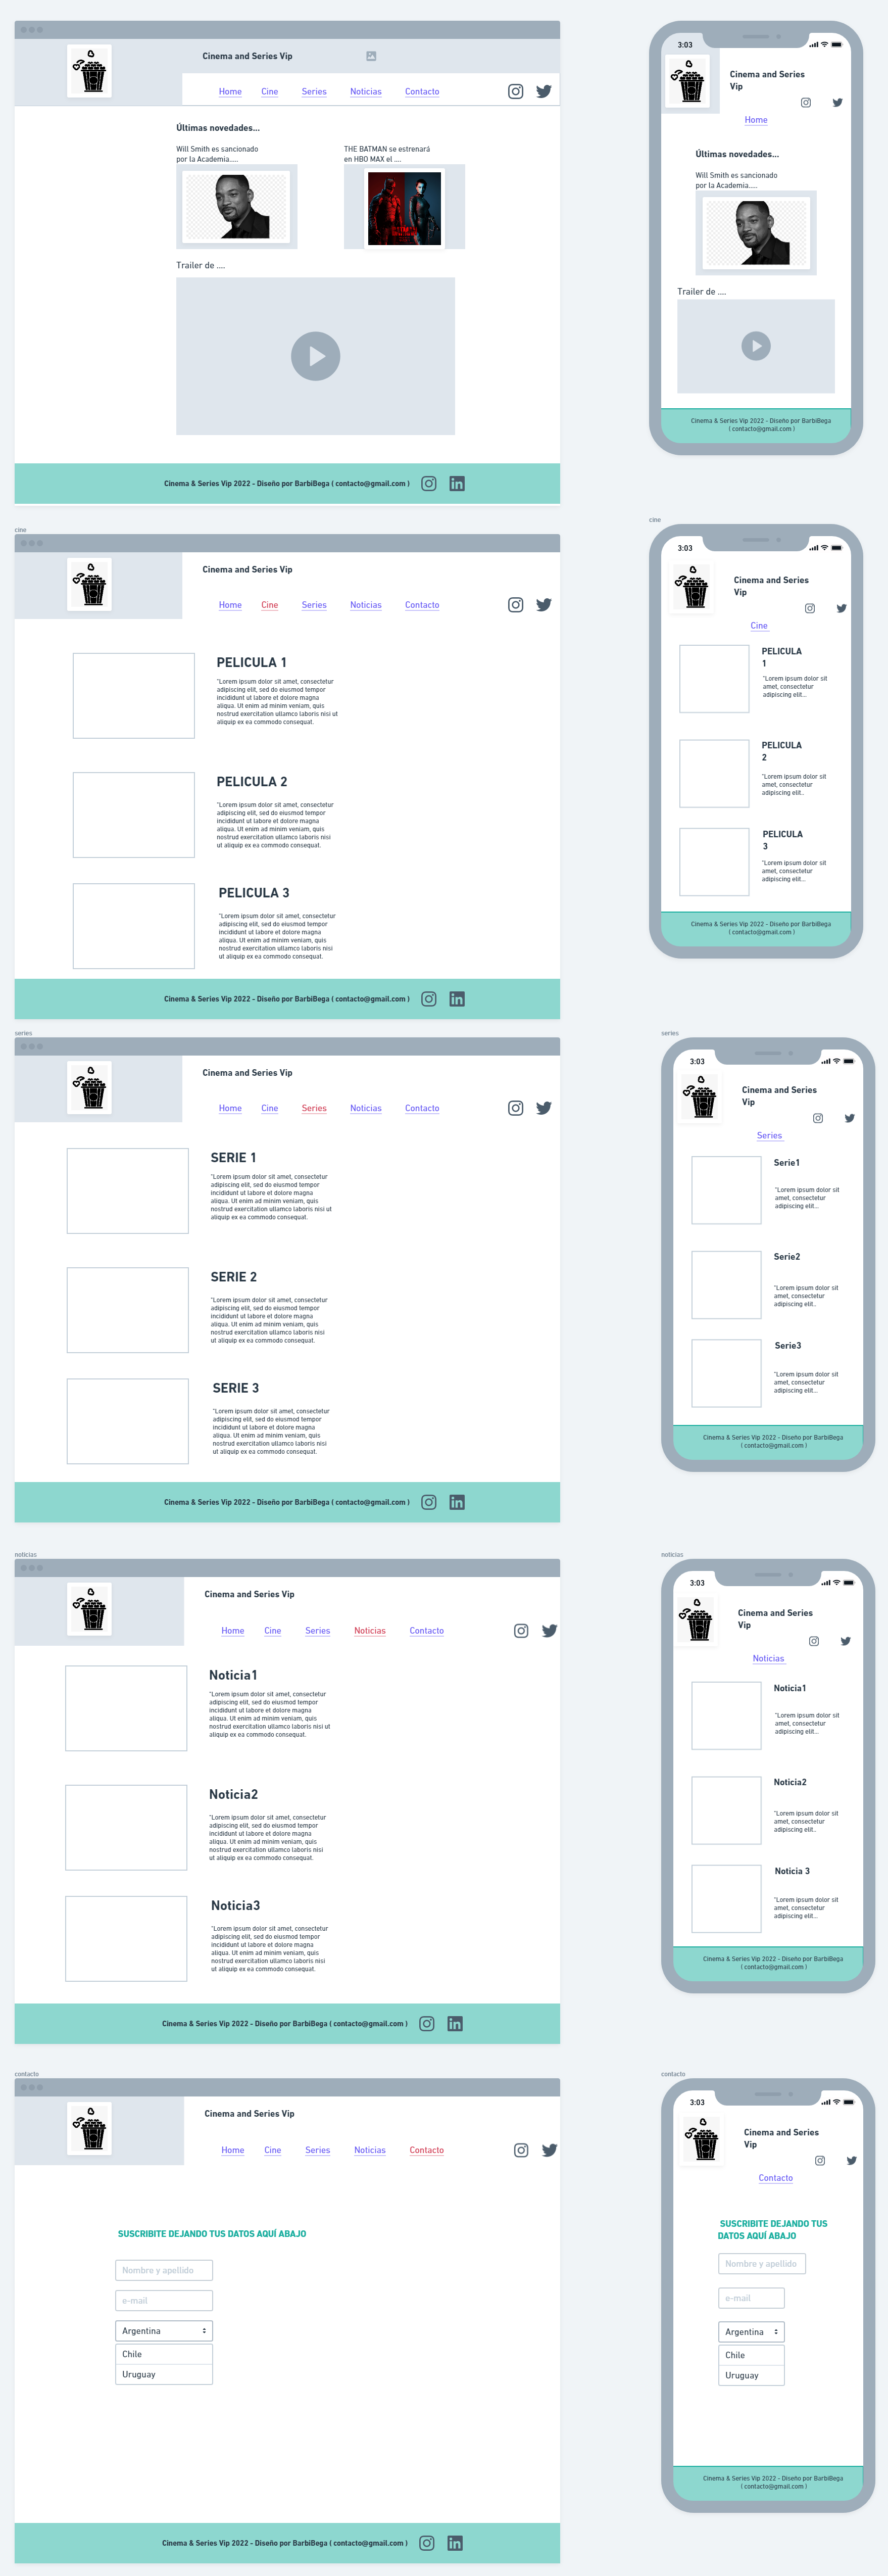 Cinema and Series Vip
Home Cine Series Noticias Contacto
Últimas novedades...
Will Smith es sancionado
por la Academia.....
THE BATMAN se estrenará
en HBO MAX el ....
Trailer de ....
Cinema & Series Vip 2022 - Diseño por BarbiBega ( contacto@gmail.com )
3:03
Cinema and Series
Vip
Home
Últimas novedades...
Will Smith es sancionado
por la Academia.....
Trailer de ....
Cinema & Series Vip 2022 - Diseño por BarbiBega
( contacto@gmail.com )
cine
Cinema and Series Vip
Home Cine Series Noticias Contacto
PELICULA 1
"Lorem ipsum dolor sit amet, consectetur
adipiscing elit, sed do eiusmod tempor
incididunt ut labore et dolore magna
aliqua. Ut enim ad minim veniam, quis
nostrud exercitation ullamco laboris nisi ut
aliquip ex ea commodo consequat.
PELICULA 2
"Lorem ipsum dolor sit amet, consectetur
adipiscing elit, sed do eiusmod tempor
incididunt ut labore et dolore magna
aliqua. Ut enim ad minim veniam, quis
nostrud exercitation ullamco laboris nisi
ut aliquip ex ea commodo consequat.
PELICULA 3
"Lorem ipsum dolor sit amet, consectetur
adipiscing elit, sed do eiusmod tempor
incididunt ut labore et dolore magna
aliqua. Ut enim ad minim veniam, quis
nostrud exercitation ullamco laboris nisi
ut aliquip ex ea commodo consequat.
Cinema & Series Vip 2022 - Diseño por BarbiBega ( contacto@gmail.com )
cine
3:03
Cinema and Series
Vip
Cine
PELICULA
1
"Lorem ipsum dolor sit
amet, consectetur
adipiscing elit...
PELICULA
2
"Lorem ipsum dolor sit
amet, consectetur
adipiscing elit..
PELICULA
3
"Lorem ipsum dolor sit
amet, consectetur
adipiscing elit...
Cinema & Series Vip 2022 - Diseño por BarbiBega
( contacto@gmail.com )
series
Cinema and Series Vip
Home Cine Series Noticias Contacto
SERIE 1
"Lorem ipsum dolor sit amet, consectetur
adipiscing elit, sed do eiusmod tempor
incididunt ut labore et dolore magna
aliqua. Ut enim ad minim veniam, quis
nostrud exercitation ullamco laboris nisi ut
aliquip ex ea commodo consequat.
SERIE 2
"Lorem ipsum dolor sit amet, consectetur
adipiscing elit, sed do eiusmod tempor
incididunt ut labore et dolore magna
aliqua. Ut enim ad minim veniam, quis
nostrud exercitation ullamco laboris nisi
ut aliquip ex ea commodo consequat.
SERIE 3
"Lorem ipsum dolor sit amet, consectetur
adipiscing elit, sed do eiusmod tempor
incididunt ut labore et dolore magna
aliqua. Ut enim ad minim veniam, quis
nostrud exercitation ullamco laboris nisi
ut aliquip ex ea commodo consequat.
Cinema & Series Vip 2022 - Diseño por BarbiBega ( contacto@gmail.com )
series
3:03
Cinema and Series
Vip
Series
Serie1
"Lorem ipsum dolor sit
amet, consectetur
adipiscing elit...
Serie2
"Lorem ipsum dolor sit
amet, consectetur
adipiscing elit..
Serie3
"Lorem ipsum dolor sit
amet, consectetur
adipiscing elit...
Cinema & Series Vip 2022 - Diseño por BarbiBega
( contacto@gmail.com )
noticias
Cinema and Series Vip
Home Cine Series Noticias Contacto
Noticia1
"Lorem ipsum dolor sit amet, consectetur
adipiscing elit, sed do eiusmod tempor
incididunt ut labore et dolore magna
aliqua. Ut enim ad minim veniam, quis
nostrud exercitation ullamco laboris nisi ut
aliquip ex ea commodo consequat.
Noticia2
"Lorem ipsum dolor sit amet, consectetur
adipiscing elit, sed do eiusmod tempor
incididunt ut labore et dolore magna
aliqua. Ut enim ad minim veniam, quis
nostrud exercitation ullamco laboris nisi
ut aliquip ex ea commodo consequat.
Noticia3
"Lorem ipsum dolor sit amet, consectetur
adipiscing elit, sed do eiusmod tempor
incididunt ut labore et dolore magna
aliqua. Ut enim ad minim veniam, quis
nostrud exercitation ullamco laboris nisi
ut aliquip ex ea commodo consequat.
Cinema & Series Vip 2022 - Diseño por BarbiBega ( contacto@gmail.com )
noticias
3:03
Cinema and Series
Vip
Noticias
Noticia1
"Lorem ipsum dolor sit
amet, consectetur
adipiscing elit...
Noticia2
"Lorem ipsum dolor sit
amet, consectetur
adipiscing elit..
Noticia 3
"Lorem ipsum dolor sit
amet, consectetur
adipiscing elit...
Cinema & Series Vip 2022 - Diseño por BarbiBega
( contacto@gmail.com )
contacto
Cinema and Series Vip
Home Cine Series Noticias Contacto
SUSCRIBITE DEJANDO TUS DATOS AQUÍ ABAJO
Nombre y apellido
e-mail
Argentina
Chile
Uruguay
Cinema & Series Vip 2022 - Diseño por BarbiBega ( contacto@gmail.com )
contacto
3:03
Cinema and Series
Vip
Contacto
SUSCRIBITE DEJANDO TUS
DATOS AQUÍ ABAJO
Nombre y apellido
e-mail
Argentina
Chile
Uruguay
Cinema & Series Vip 2022 - Diseño por BarbiBega
( contacto@gmail.com )